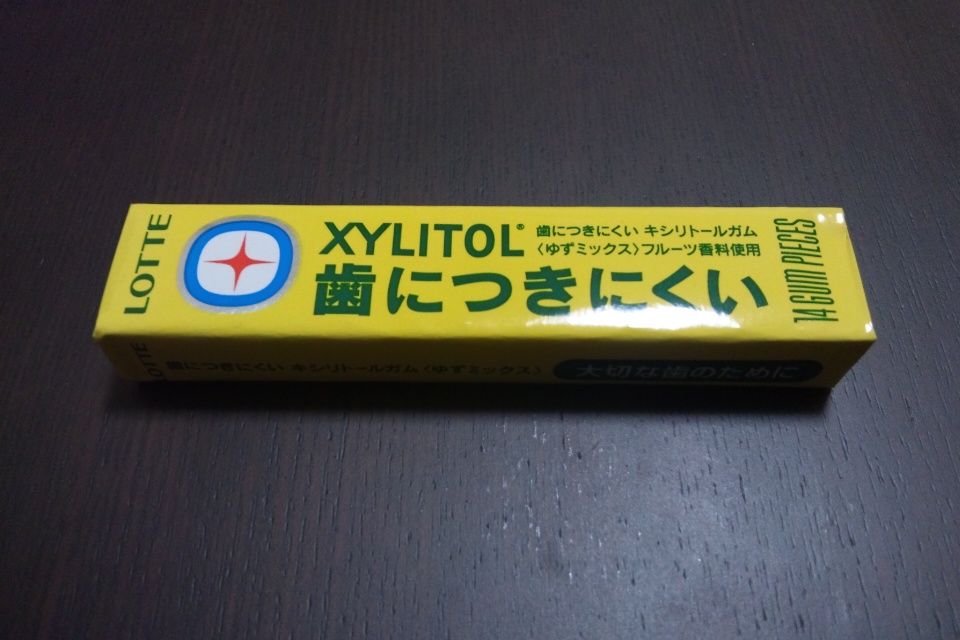 LOTTE
XYLITOL®
歯につきにくい キシリトールガム
〈ゆずミックス〉フルーツ香料使用
歯につきにくい
14 GUM PIECES
LOTTE
歯につきにくい キシリトールガム〈ゆずミックス〉
大切な歯のために